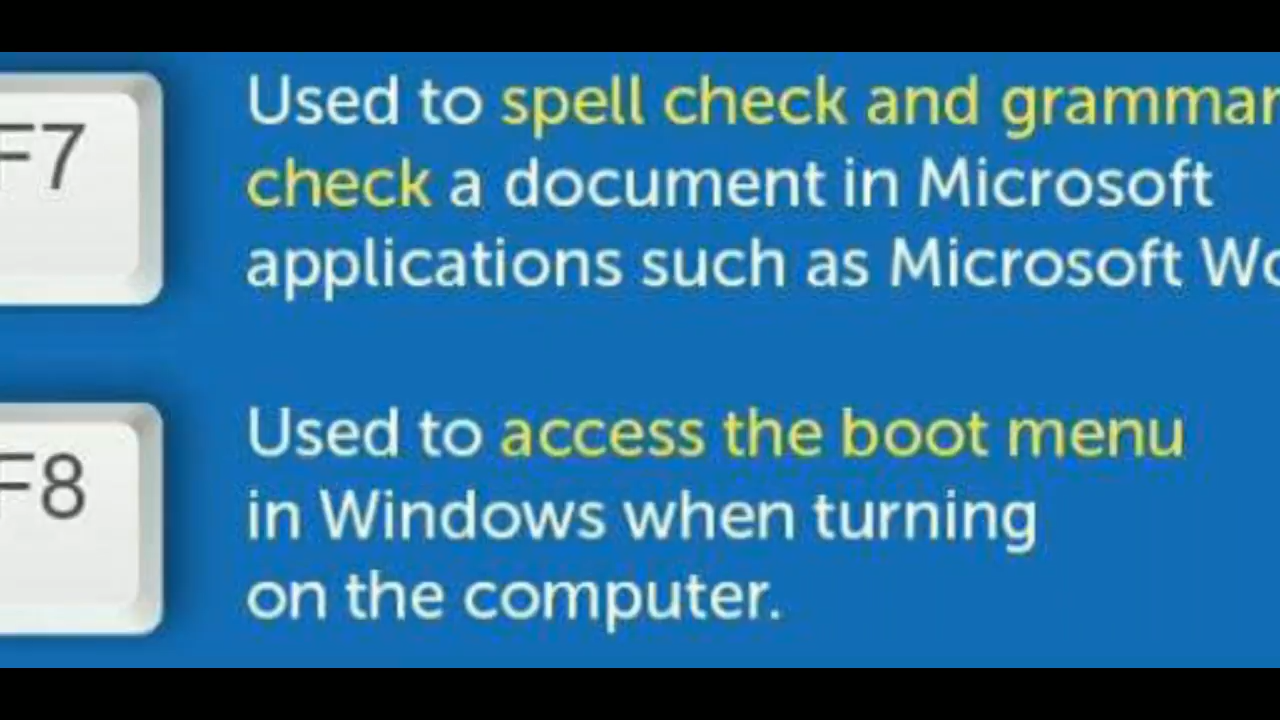 F7
Used to spell check and grammar
check a document in Microsoft
applications such as Microsoft
F8
Used to access the boot menu
in Windows when turning
on the computer.